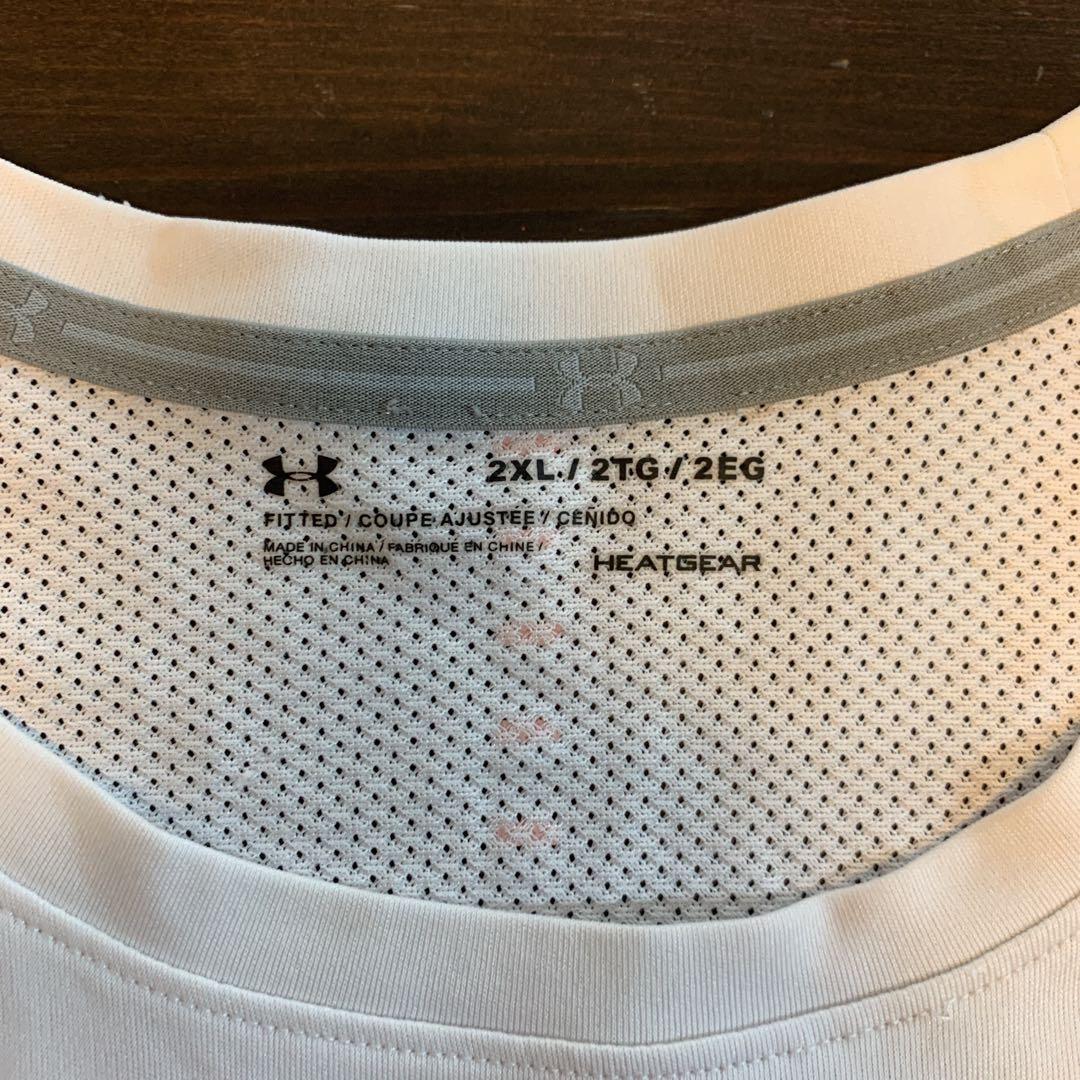 2XL / 2TG / 2EG
FITTED / COUPE AJUSTÉE / CEÑIDO
MADE IN CHINA / FABRIQUÉ EN CHINE /
HECHO EN CHINA
HEATGEAR